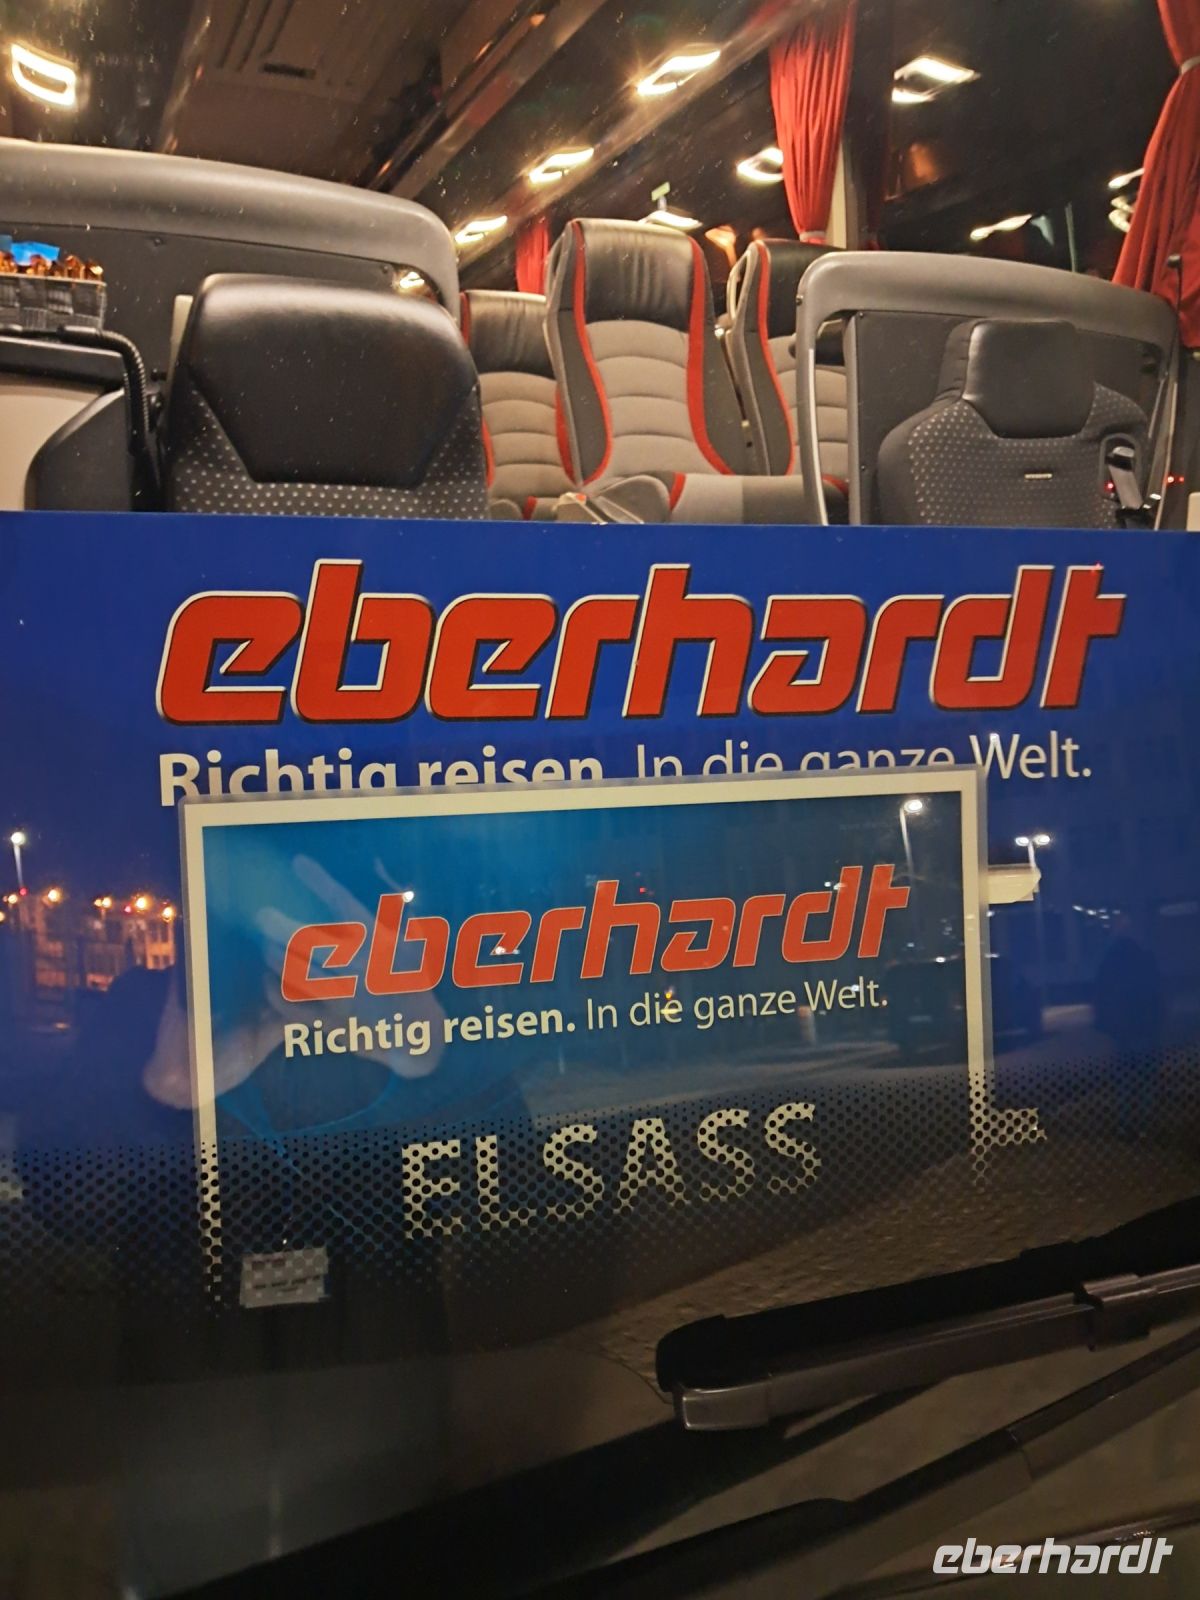 eberhardt
Richtig reisen. In die ganze Welt.
eberhardt
Richtig reisen. In die ganze Welt.
ELSASS
eberhardt